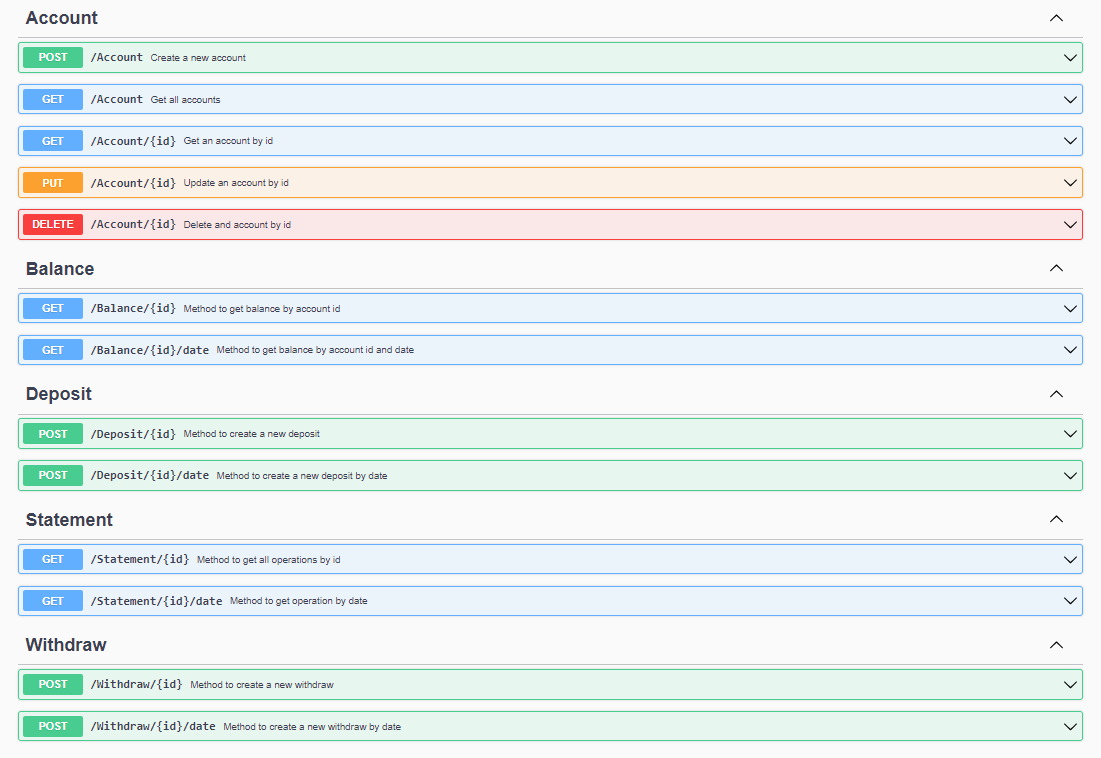 Account
POST /Account Create a new account
GET /Account Get all accounts
GET /Account/{id} Get an account by id
PUT /Account/{id} Update an account by id
DELETE /Account/{id} Delete and account by id
Balance
GET /Balance/{id} Method to get balance by account id
GET /Balance/{id}/date Method to get balance by account id and date
Deposit
POST /Deposit/{id} Method to create a new deposit
POST /Deposit/{id}/date Method to create a new deposit by date
Statement
GET /Statement/{id} Method to get all operations by id
GET /Statement/{id}/date Method to get operation by date
Withdraw
POST /Withdraw/{id} Method to create a new withdraw
POST /Withdraw/{id}/date Method to create a new withdraw by date